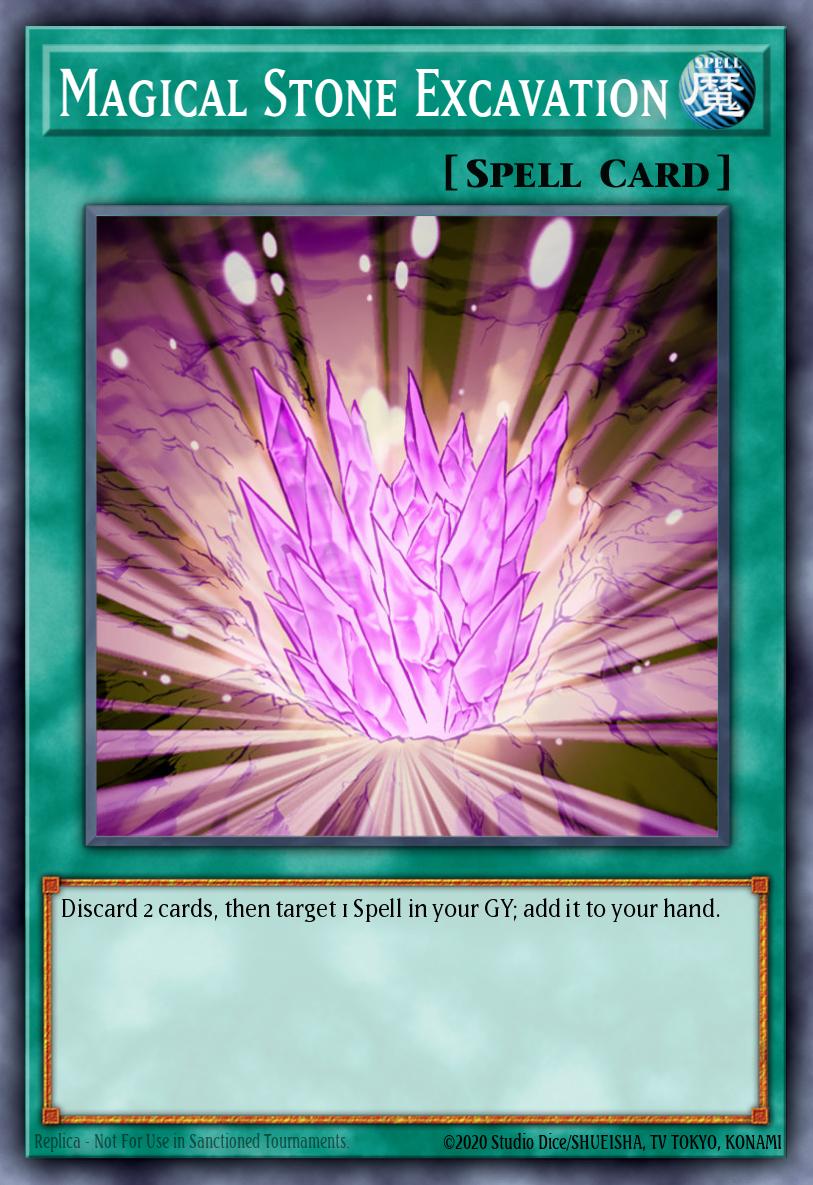 Magical Stone Excavation
SPELL
魔
[ Spell Card ]
Discard 2 cards, then target 1 Spell in your GY; add it to your hand.
Replica - Not For Use in Sanctioned Tournaments.
©2020 Studio Dice/SHUEISHA, TV TOKYO, KONAMI